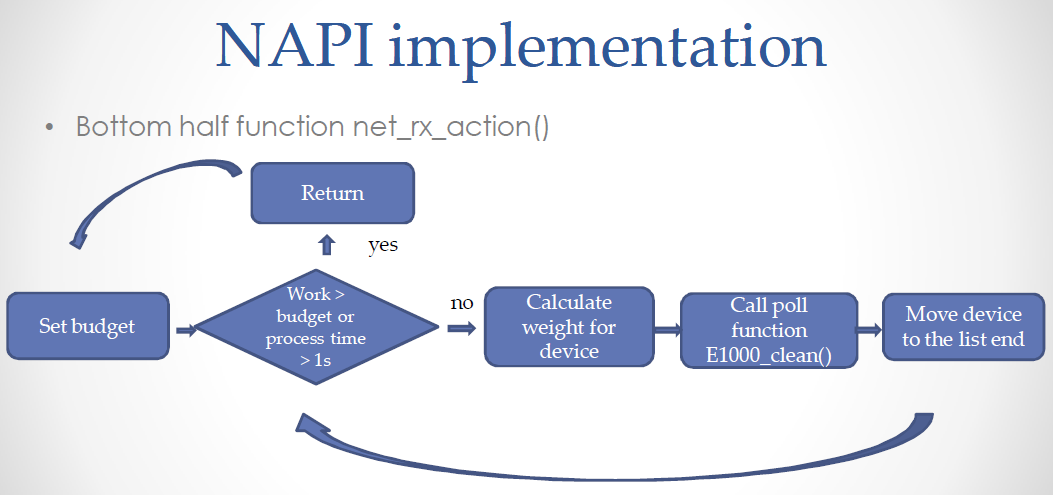 NAPI implementation
• Bottom half function net_rx_action()
Return
yes
Set budget
Work >
budget or
process time
> 1s
no
Calculate
weight for
device
Call poll
function
E1000_clean()
Move device
to the list end